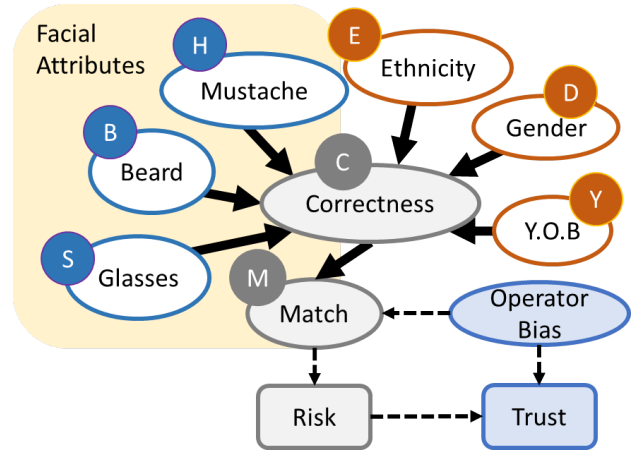 Facial
Attributes
H
Mustache
E
Ethnicity
D
Gender
B
Beard
C
Correctness
Y
Y.O.B
S
Glasses
M
Match
Operator
Bias
Risk
Trust